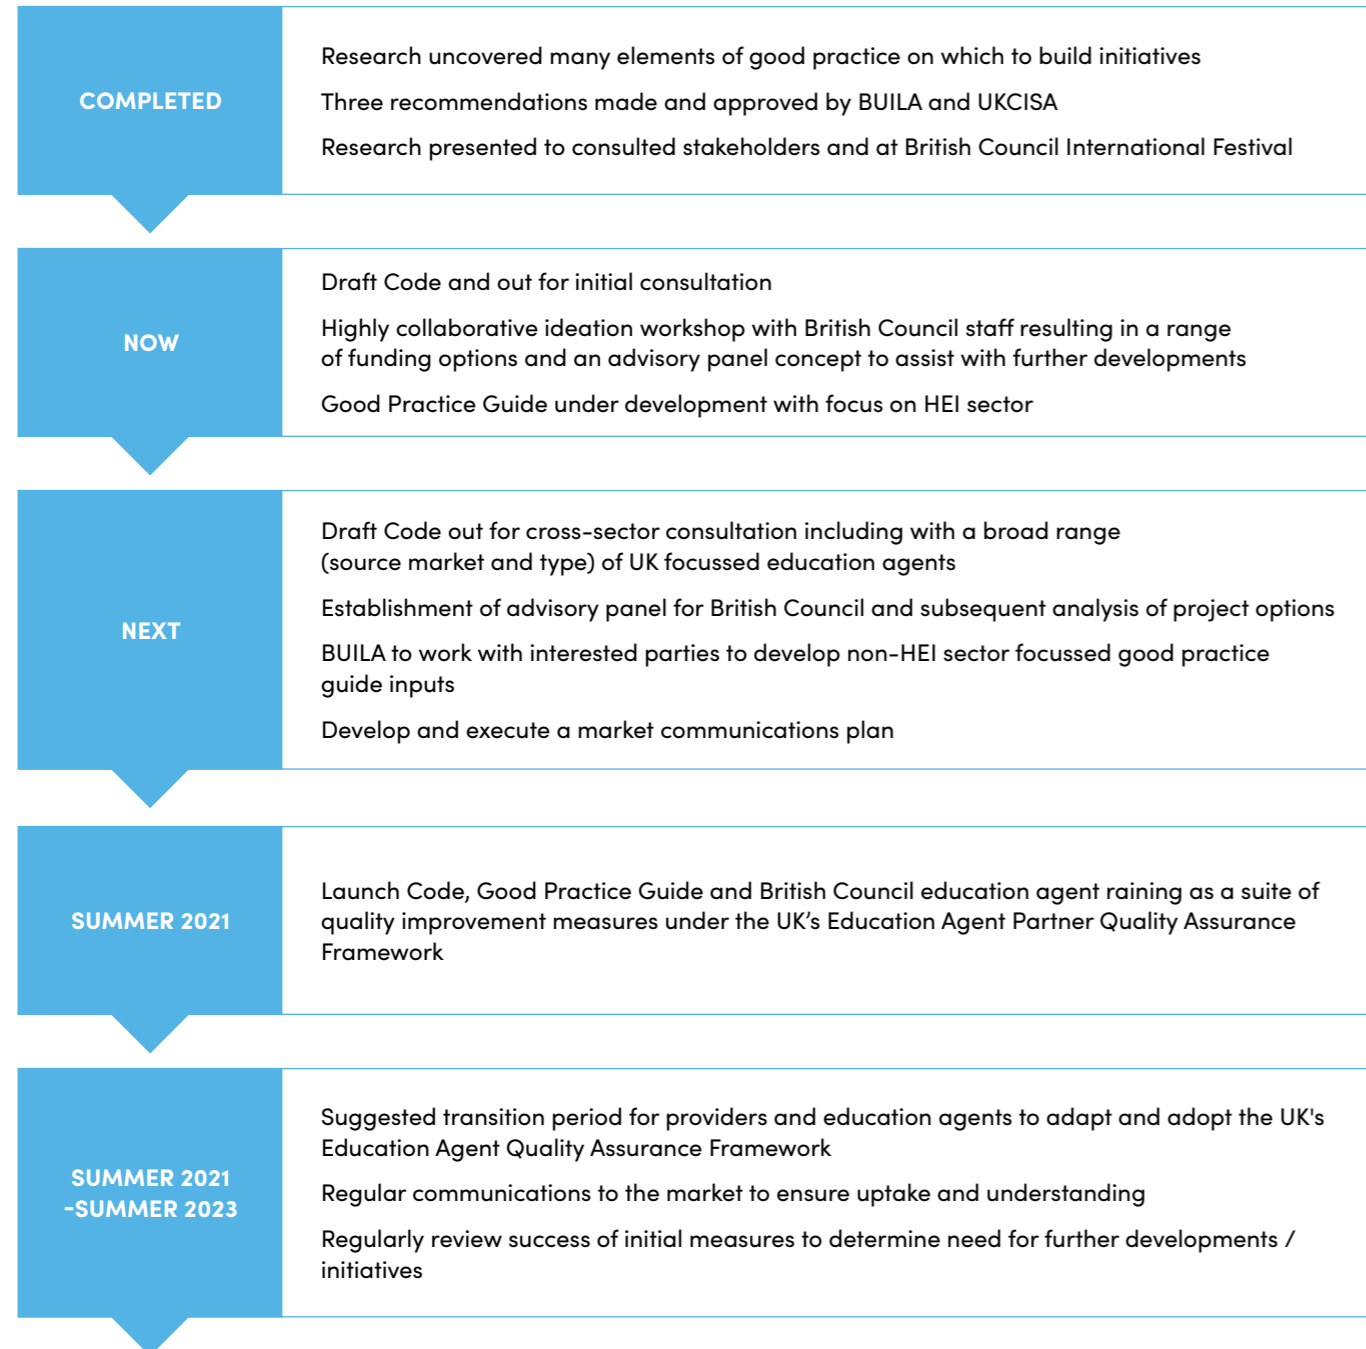 COMPLETED
Research uncovered many elements of good practice on which to build initiatives
Three recommendations made and approved by BUILA and UKCISA
Research presented to consulted stakeholders and at British Council International Festival
NOW
Draft Code and out for initial consultation
Highly collaborative ideation workshop with British Council staff resulting in a range
of funding options and an advisory panel concept to assist with further developments
Good Practice Guide under development with focus on HEI sector
NEXT
Draft Code out for cross-sector consultation including with a broad range
(source market and type) of UK focussed education agents
Establishment of advisory panel for British Council and subsequent analysis of project options
BUILA to work with interested parties to develop non-HEI sector focussed good practice
guide inputs
Develop and execute a market communications plan
SUMMER 2021
Launch Code, Good Practice Guide and British Council education agent raining as a suite of
quality improvement measures under the UK’s Education Agent Partner Quality Assurance
Framework
SUMMER 2021
-SUMMER 2023
Suggested transition period for providers and education agents to adapt and adopt the UK's
Education Agent Quality Assurance Framework
Regular communications to the market to ensure uptake and understanding
Regularly review success of initial measures to determine need for further developments /
initiatives